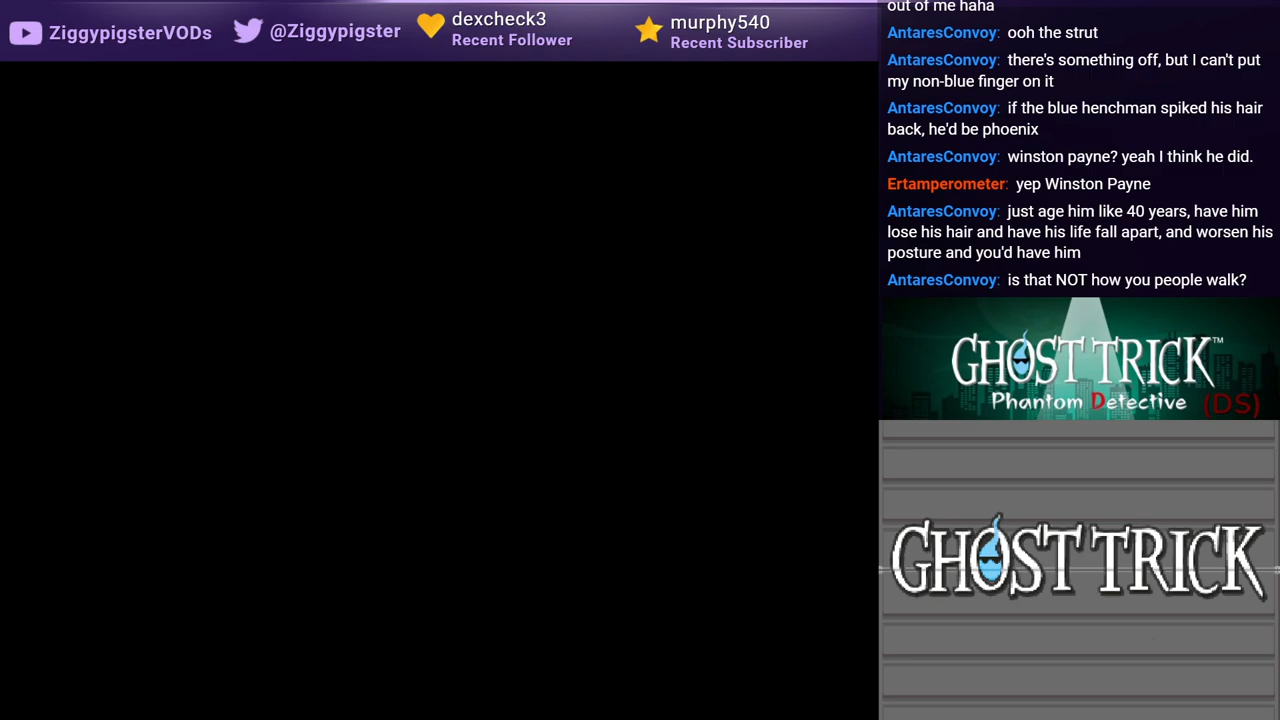 ZiggypigsterVODs
@Ziggypigster
dexcheck3
Recent Follower
murphy540
Recent Subscriber
out of me haha
AntaresConvoy: ooh the strut
AntaresConvoy: there's something off, but I can't put
my non-blue finger on it
AntaresConvoy: if the blue henchman spiked his hair
back, he'd be phoenix
AntaresConvoy: winston payne? yeah I think he did.
Ertamperometer: yep Winston Payne
AntaresConvoy: just age him like 40 years, have him
lose his hair and have his life fall apart, and worsen his
posture and you'd have him
AntaresConvoy: is that NOT how you people walk?
GHOST TRICK™
Phantom Detective (DS)
GHOST TRICK